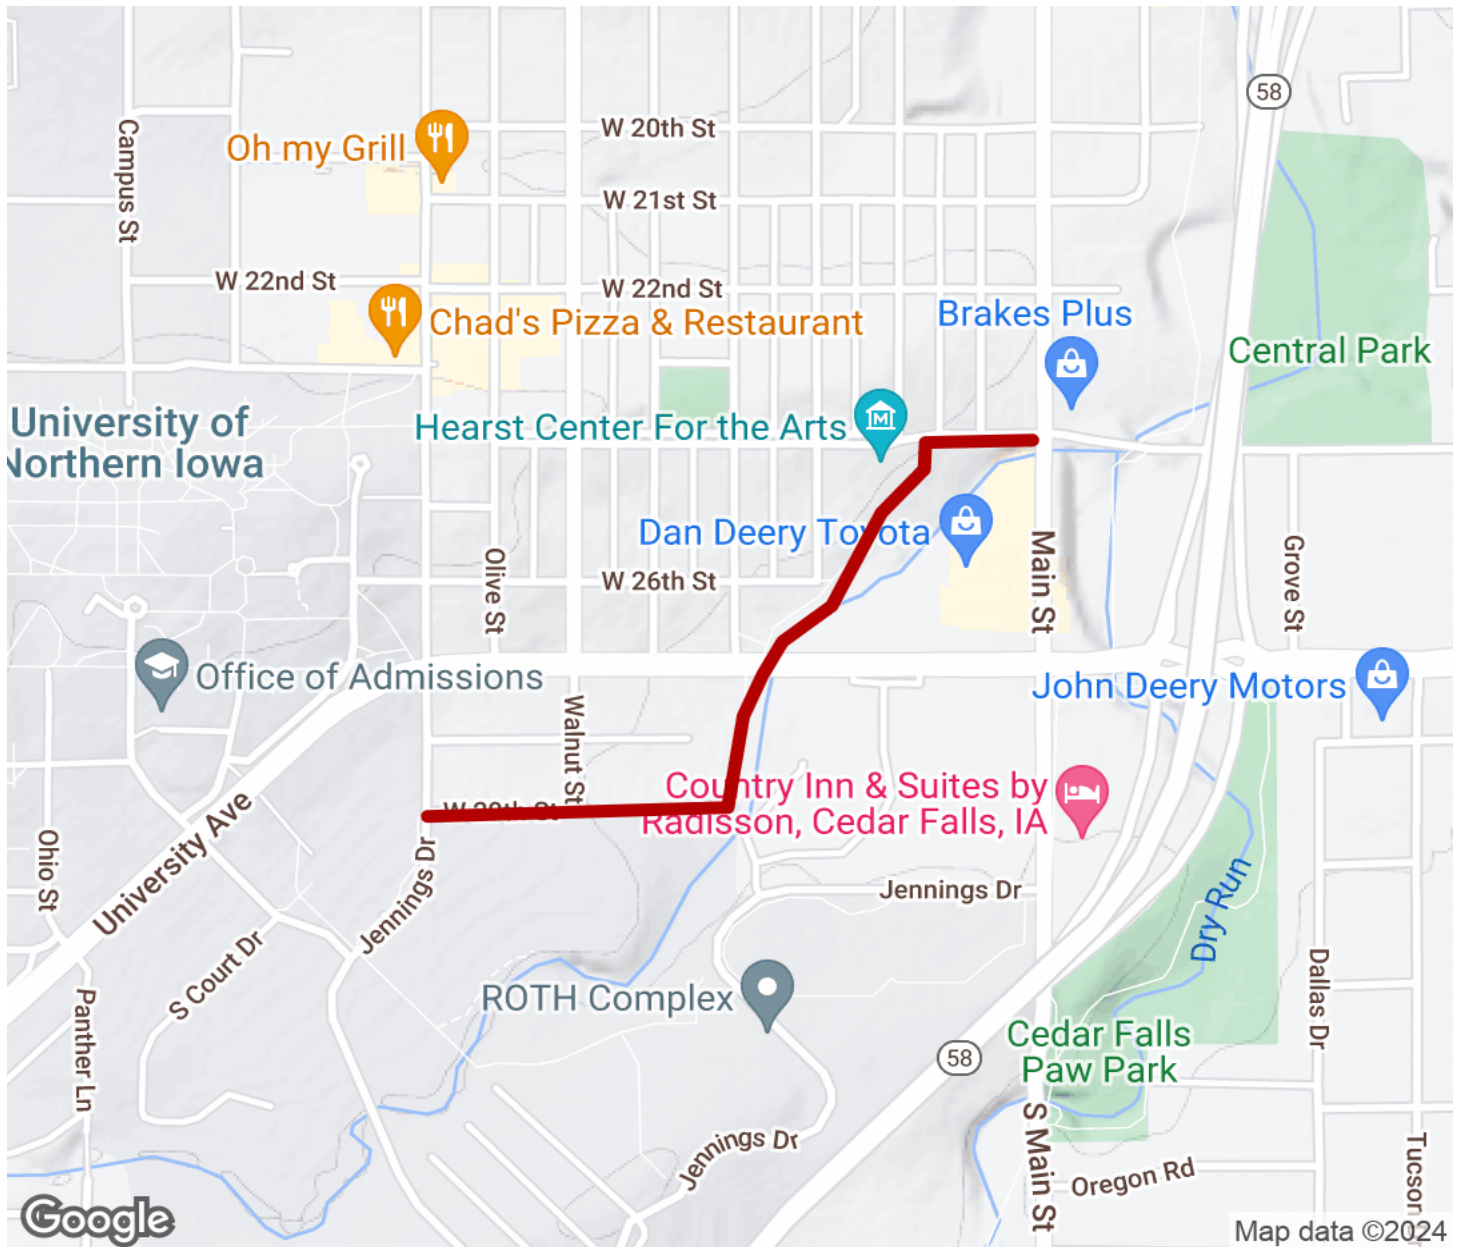 58
W 20th St
Campus St
Oh my Grill
W 21st St
W 22nd St
W 22nd St
Brakes Plus
Chad's Pizza & Restaurant
Central Park
University of
Northern Iowa
Hearst Center For the Arts
Dan Deery Toyota
Main St
Grove St
Olive St
W 26th St
Office of Admissions
John Deery Motors
Walnut St
Country Inn & Suites by
Radisson, Cedar Falls, IA
University Ave
Ohio St
Jennings Dr
Jennings Dr
Dry Run
S Court Dr
ROTH Complex
Panther Ln
Dallas Dr
Cedar Falls
Paw Park
58
S Main St
Jennings Dr
Oregon Rd
Tucson
Google
Map data ©2024